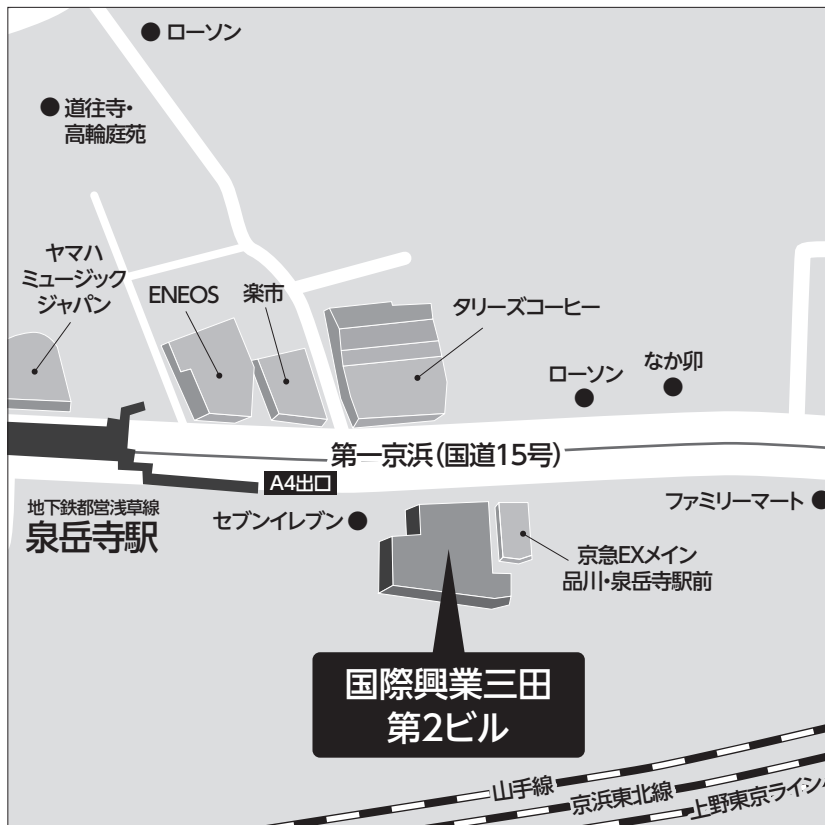 ローソン
道往寺・
高輪庭苑
ヤマハ
ミュージック
ジャパン
ENEOS
楽市
タリーズコーヒー
ローソン
なか卯
第一京浜(国道15号)
A4出口
地下鉄都営浅草線
泉岳寺駅
セブンイレブン
ファミリーマート
京急EXメイン
品川・泉岳寺駅前
国際興業三田
第2ビル
山手線
京浜東北線
上野東京ライン